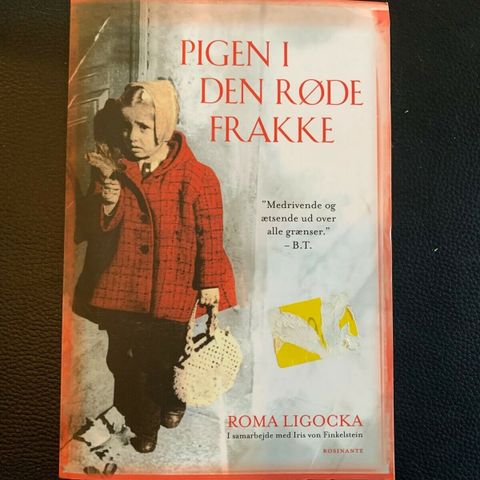 PIGEN I
DEN RØDE
FRAKKE
”Medrivende og
ætsende ud over
alle grænser.”
– B.T.
ROMA LIGOCKA
I samarbejde med Iris von Finkelstein
ROSINANTE